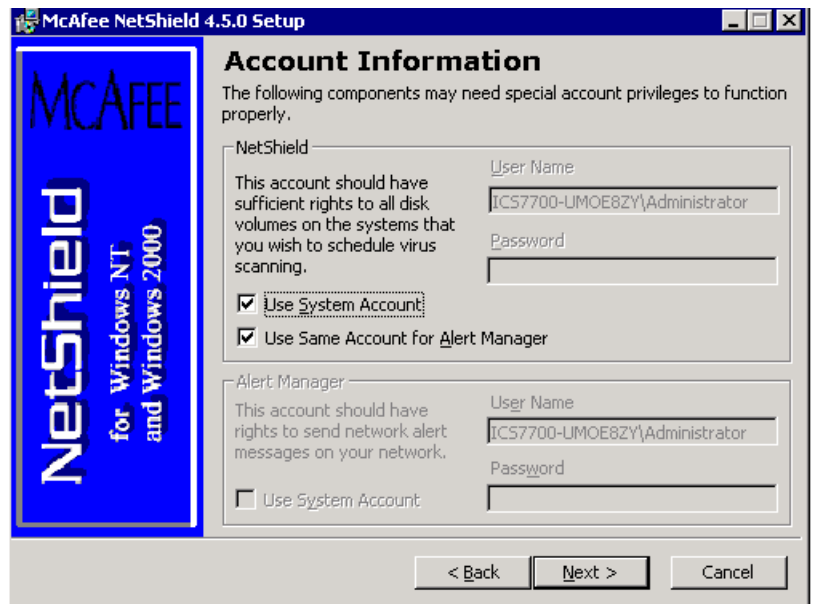 McAfee NetShield 4.5.0 Setup
MCAFEE
NetShield
for Windows NT
and Windows 2000
Account Information
The following components may need special account privileges to function
properly.
NetShield
This account should have
sufficient rights to all disk
volumes on the systems that
you wish to schedule virus
scanning.
User Name
ICS7700-UMOE8ZY\Administrator
Password
Use System Account
Use Same Account for Alert Manager
Alert Manager
This account should have
rights to send network alert
messages on your network.
User Name
ICS7700-UMOE8ZY\Administrator
Password
Use System Account
< Back
Next >
Cancel